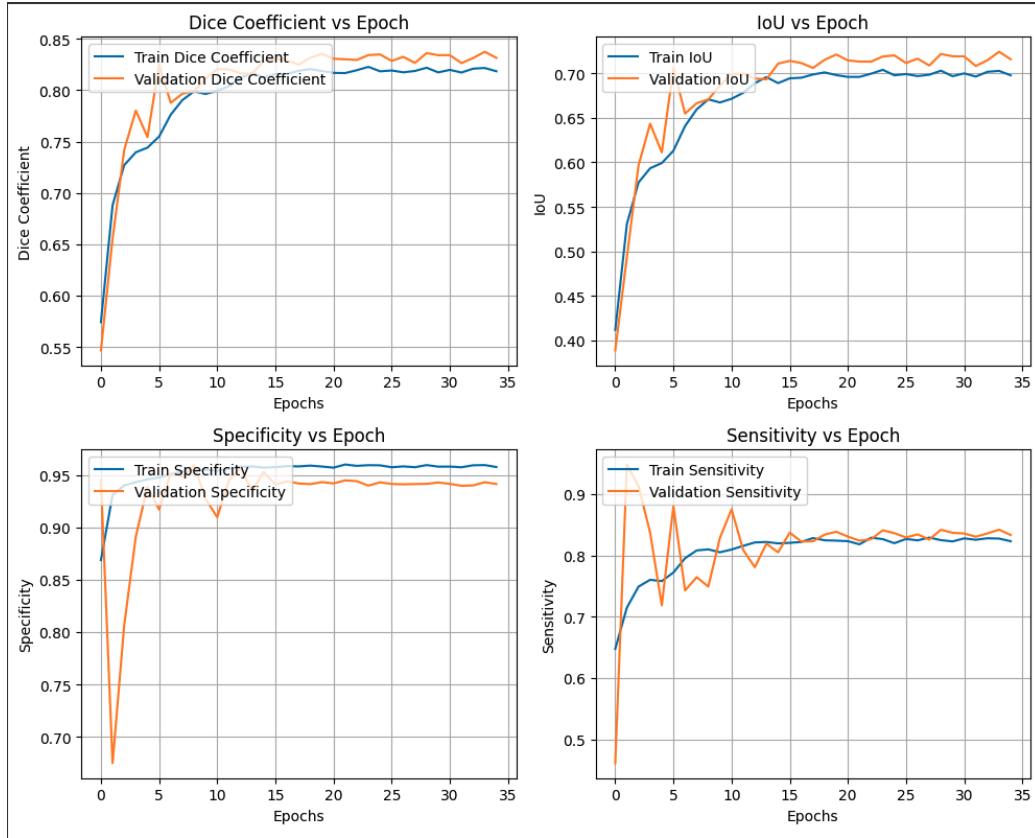 Dice Coefficient vs Epoch
Train Dice Coefficient
Validation Dice Coefficient
0.85
0.80
0.75
0.70
0.65
0.60
0.55
Dice Coefficient
0 5 10 15 20 25 30 35
Epochs
IoU vs Epoch
Train IoU
Validation IoU
0.70
0.65
0.60
0.55
0.50
0.45
0.40
IoU
0 5 10 15 20 25 30 35
Epochs
Specificity vs Epoch
Train Specificity
Validation Specificity
0.95
0.90
0.85
0.80
0.75
0.70
Specificity
0 5 10 15 20 25 30 35
Epochs
Sensitivity vs Epoch
Train Sensitivity
Validation Sensitivity
0.9
0.8
0.7
0.6
0.5
Sensitivity
0 5 10 15 20 25 30 35
Epochs